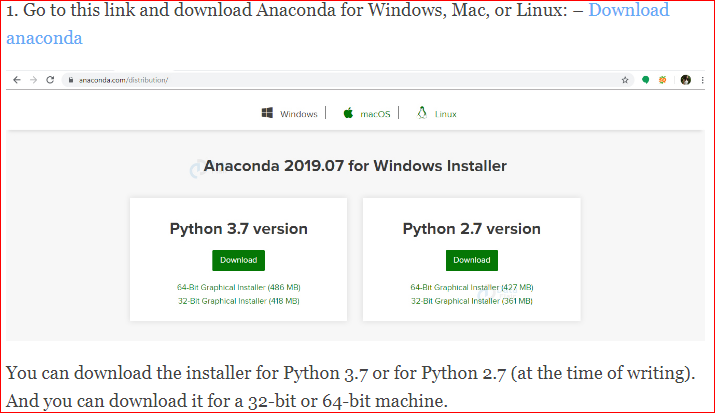 1. Go to this link and download Anaconda for Windows, Mac, or Linux: – Download
anaconda
anaconda.com/distribution/
Windows | macOS | Linux
Anaconda 2019.07 for Windows Installer
Python 3.7 version
Download
64-Bit Graphical Installer (486 MB)
32-Bit Graphical Installer (418 MB)
Python 2.7 version
Download
64-Bit Graphical Installer (427 MB)
32-Bit Graphical Installer (361 MB)
You can download the installer for Python 3.7 or for Python 2.7 (at the time of writing).
And you can download it for a 32-bit or 64-bit machine.